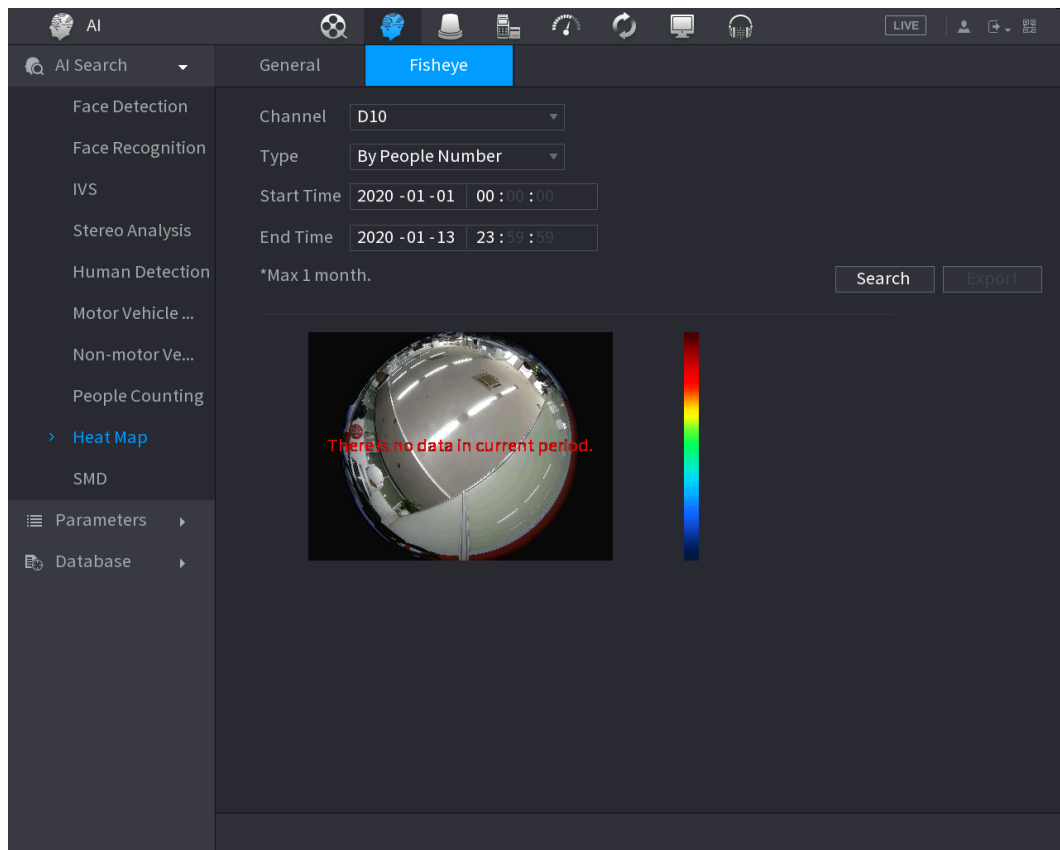 AI
LIVE
AI Search
General
Fisheye
Face Detection
Face Recognition
IVS
Stereo Analysis
Human Detection
Motor Vehicle ...
Non-motor Ve...
People Counting
Heat Map
SMD
Parameters
Database
Channel D10
Type By People Number
Start Time 2020 -01 -01 00 : 00 : 00
End Time 2020 -01 -13 23 : 59 : 59
*Max 1 month.
Search
Export
There is no data in current period.